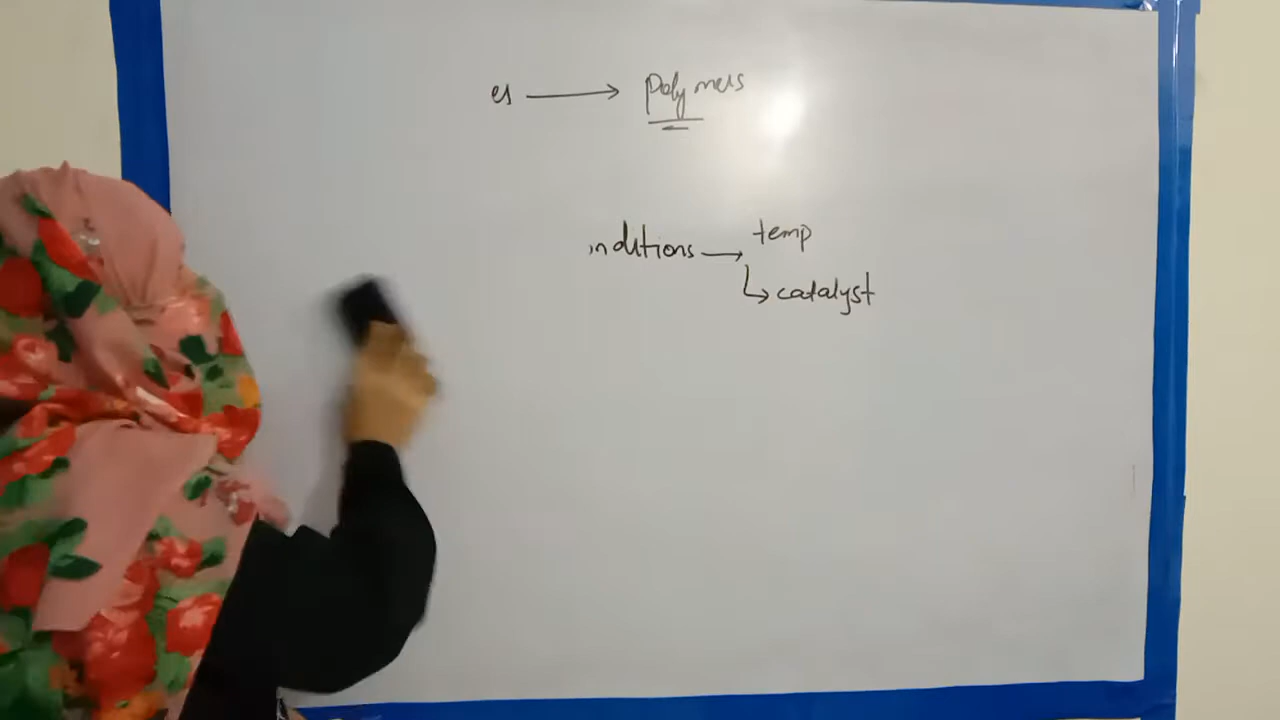 es → Polymers
nditions → temp
↳ catalyst